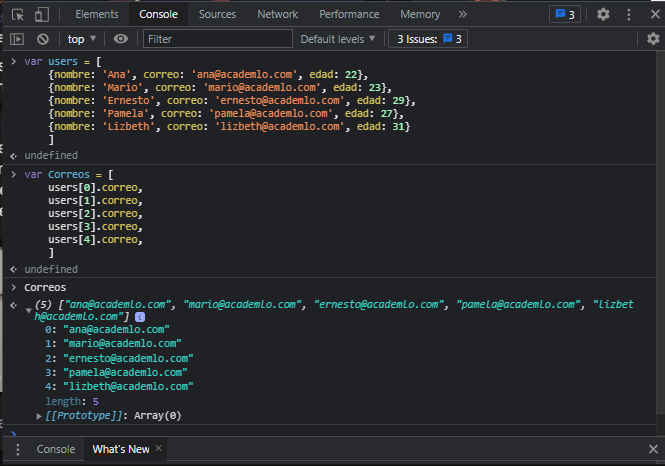 Elements Console Sources Network Performance Memory » 3
top ▼ Filter Default levels ▼ 3 Issues: 3
> var users = [
{nombre: 'Ana', correo: 'ana@academlo.com', edad: 22},
{nombre: 'Mario', correo: 'mario@academlo.com', edad: 23},
{nombre: 'Ernesto', correo: 'ernesto@academlo.com', edad: 29},
{nombre: 'Pamela', correo: 'pamela@academlo.com', edad: 27},
{nombre: 'Lizbeth', correo: 'lizbeth@academlo.com', edad: 31}
]
undefined
> var Correos = [
users[0].correo,
users[1].correo,
users[2].correo,
users[3].correo,
users[4].correo,
]
undefined
> Correos
(5) ["ana@academlo.com", "mario@academlo.com", "ernesto@academlo.com", "pamela@academlo.com", "lizbet
h@academlo.com"] i
0: "ana@academlo.com"
1: "mario@academlo.com"
2: "ernesto@academlo.com"
3: "pamela@academlo.com"
4: "lizbeth@academlo.com"
length: 5
[[Prototype]]: Array(0)
>
Console What's New